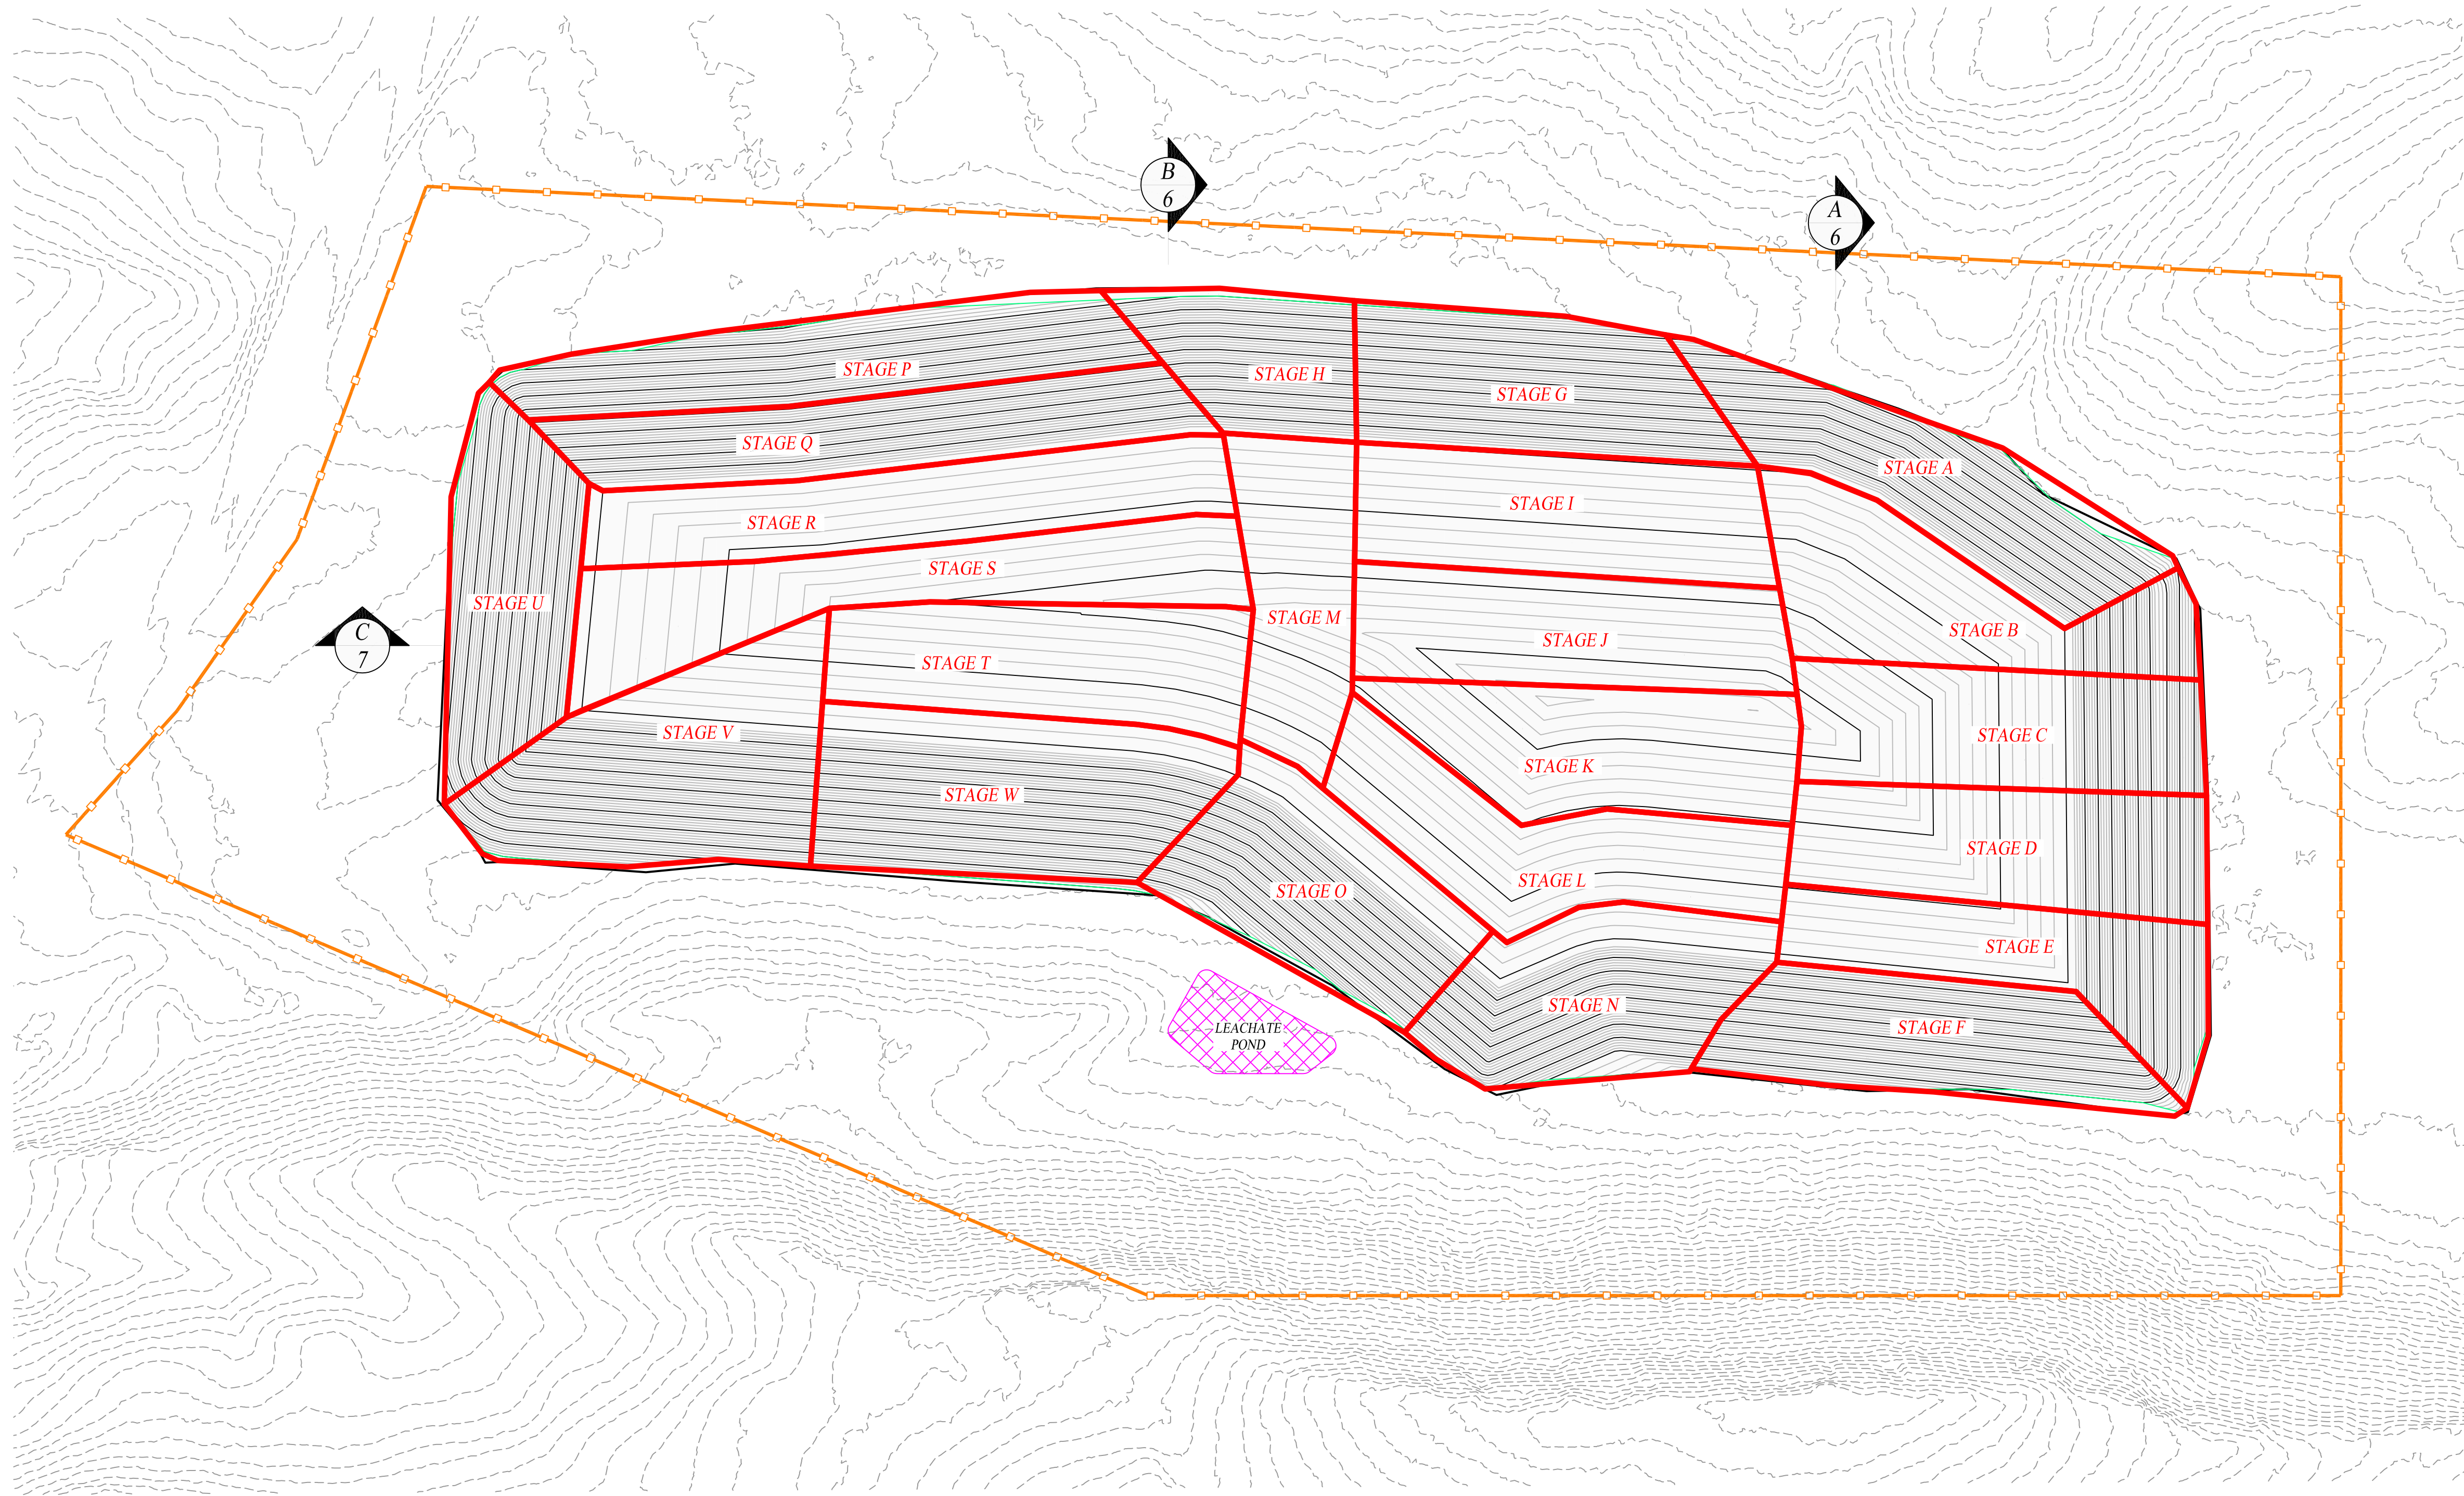 B
6
A
6
STAGE P
STAGE H
STAGE G
STAGE Q
STAGE A
STAGE I
STAGE R
STAGE S
STAGE U
STAGE M
STAGE B
STAGE J
STAGE T
C
7
STAGE V
STAGE C
STAGE K
STAGE W
STAGE D
STAGE L
STAGE O
STAGE E
STAGE N
STAGE F
LEACHATE
POND